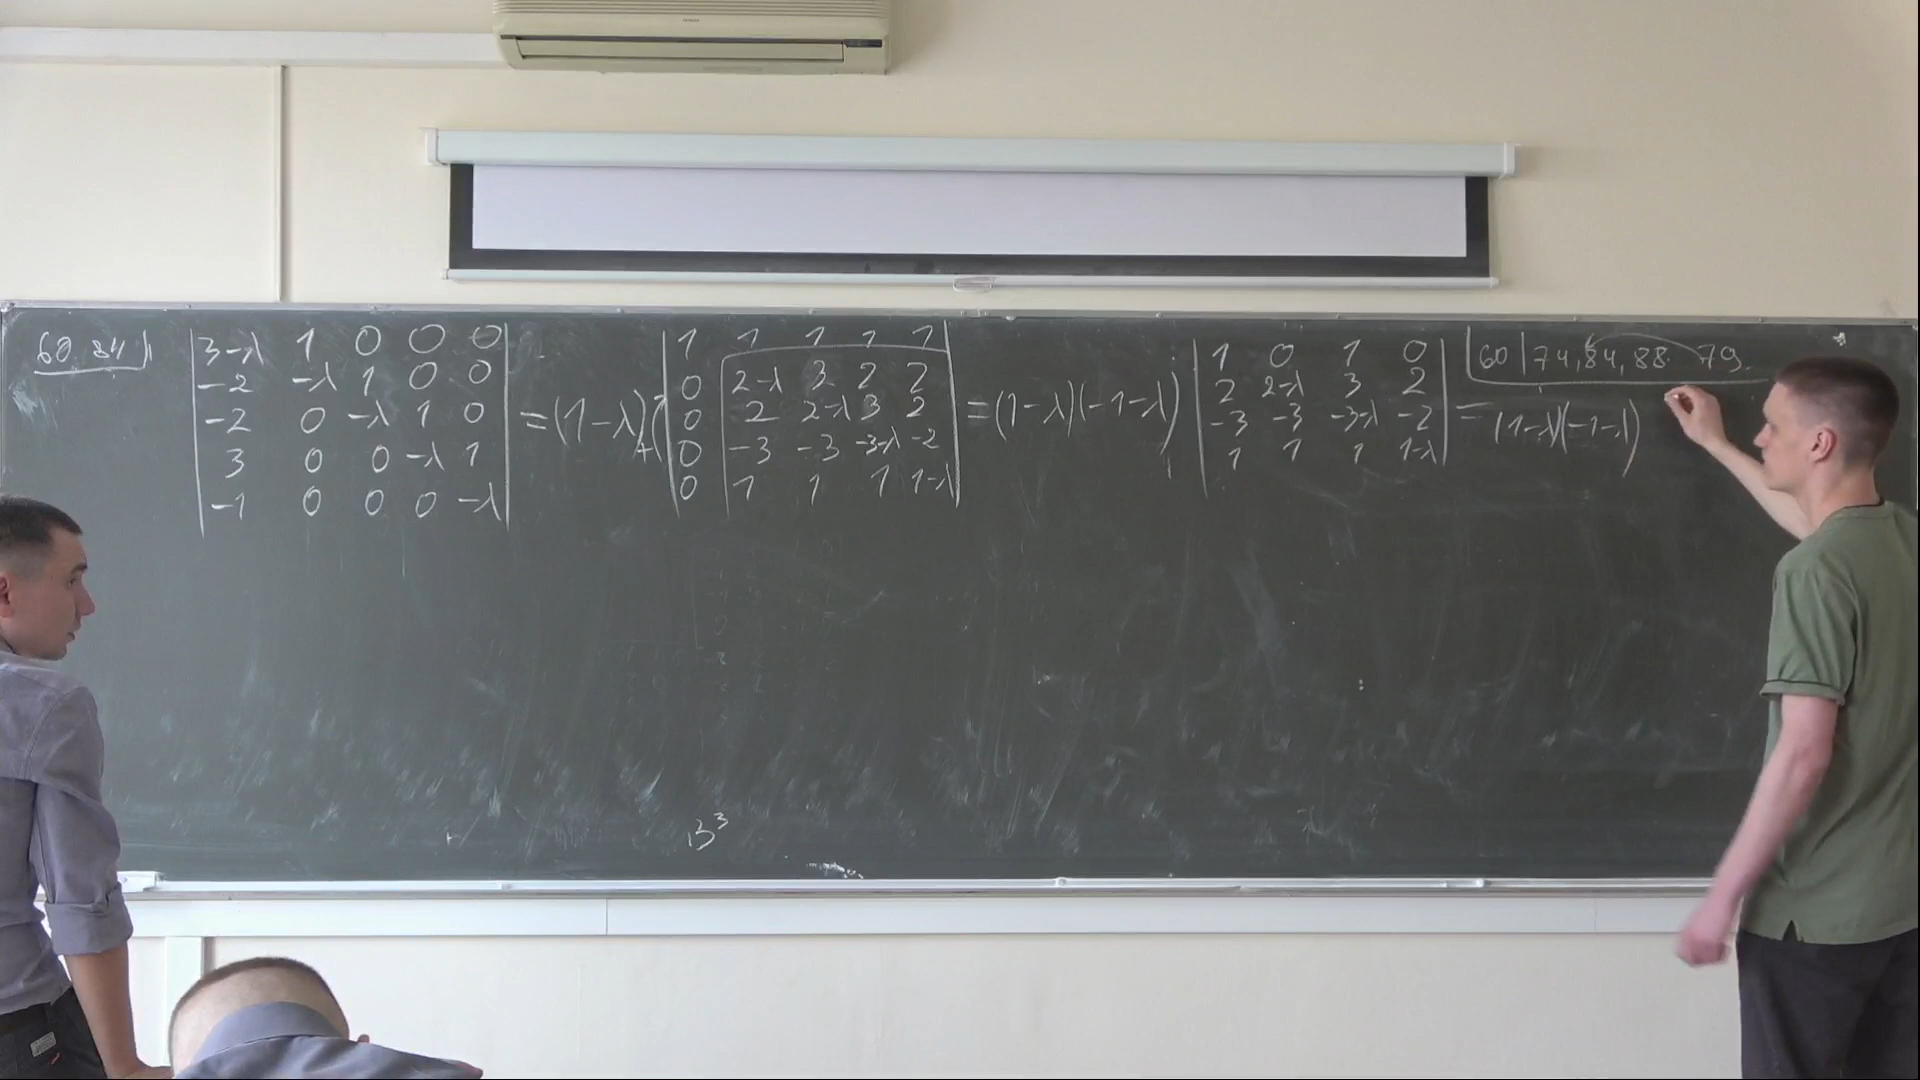 60 84
3-λ 1 0 0 0
-2 -λ 1 0 0
-2 0 -λ 1 0
3 0 0 -λ 1
-1 0 0 0 -λ
=(1-λ)
1 1 1 1 1
0 2-λ 3 2 2
0 -2 2-λ 3 2
0 -3 -3 -3-λ -2
0 1 1 1 1-λ
=(1-λ)(-1-λ)
1 0 1 0
2 2-λ 3 2
-3 -3 -3-λ -2
1 1 1 1-λ
=
60 | 74, 84, 88. 79.
(1-λ)(-1-λ)
B³